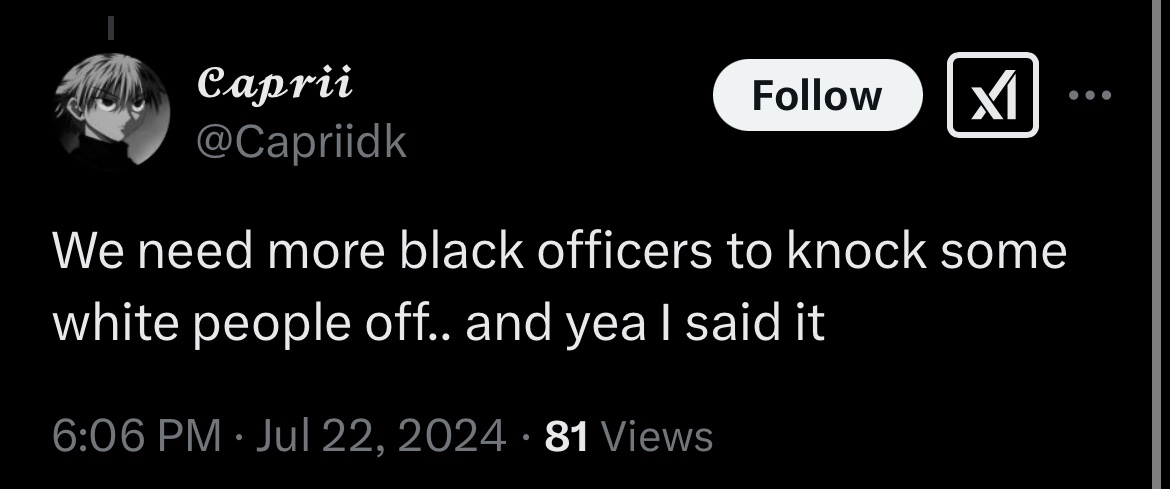 𝓒𝓪𝓹𝓻𝓲𝓲
@Capriidk
Follow
We need more black officers to knock some
white people off.. and yea I said it
6:06 PM · Jul 22, 2024 · 81 Views